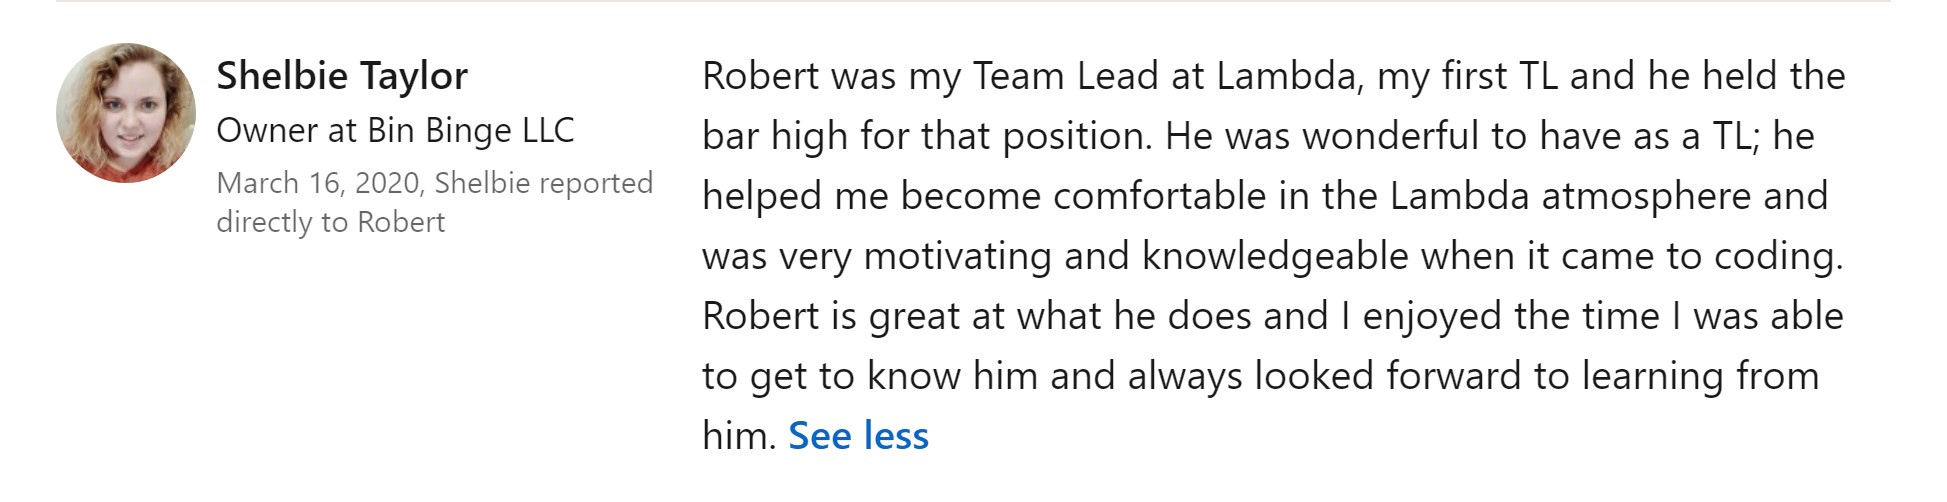 Shelbie Taylor
Owner at Bin Binge LLC
March 16, 2020, Shelbie reported
directly to Robert
Robert was my Team Lead at Lambda, my first TL and he held the
bar high for that position. He was wonderful to have as a TL; he
helped me become comfortable in the Lambda atmosphere and
was very motivating and knowledgeable when it came to coding.
Robert is great at what he does and I enjoyed the time I was able
to get to know him and always looked forward to learning from
him. See less